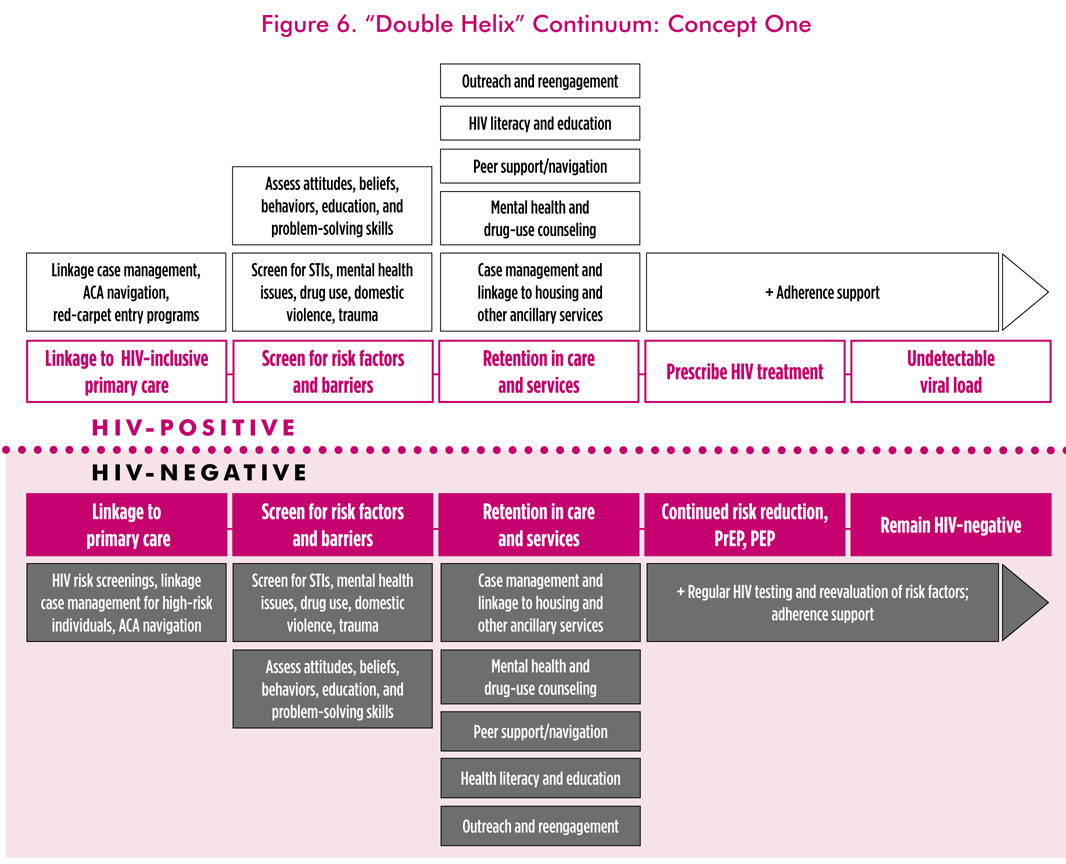 Figure 6. “Double Helix” Continuum: Concept One
Outreach and reengagement
HIV literacy and education
Peer support/navigation
Assess attitudes, beliefs,
behaviors, education, and
problem-solving skills
Mental health and
drug-use counseling
Linkage case management,
ACA navigation,
red-carpet entry programs
Screen for STIs, mental health
issues, drug use, domestic
violence, trauma
Case management and
linkage to housing and
other ancillary services
+ Adherence support
Linkage to HIV-inclusive
primary care
Screen for risk factors
and barriers
Retention in care
and services
Prescribe HIV treatment
Undetectable
viral load
HIV-POSITIVE
HIV-NEGATIVE
Linkage to
primary care
Screen for risk factors
and barriers
Retention in care
and services
Continued risk reduction,
PrEP, PEP
Remain HIV-negative
HIV risk screenings, linkage
case management for high-risk
individuals, ACA navigation
Screen for STIs, mental health
issues, drug use, domestic
violence, trauma
Case management and
linkage to housing and
other ancillary services
+ Regular HIV testing and reevaluation of risk factors;
adherence support
Assess attitudes, beliefs,
behaviors, education, and
problem-solving skills
Mental health and
drug-use counseling
Peer support/navigation
Health literacy and education
Outreach and reengagement